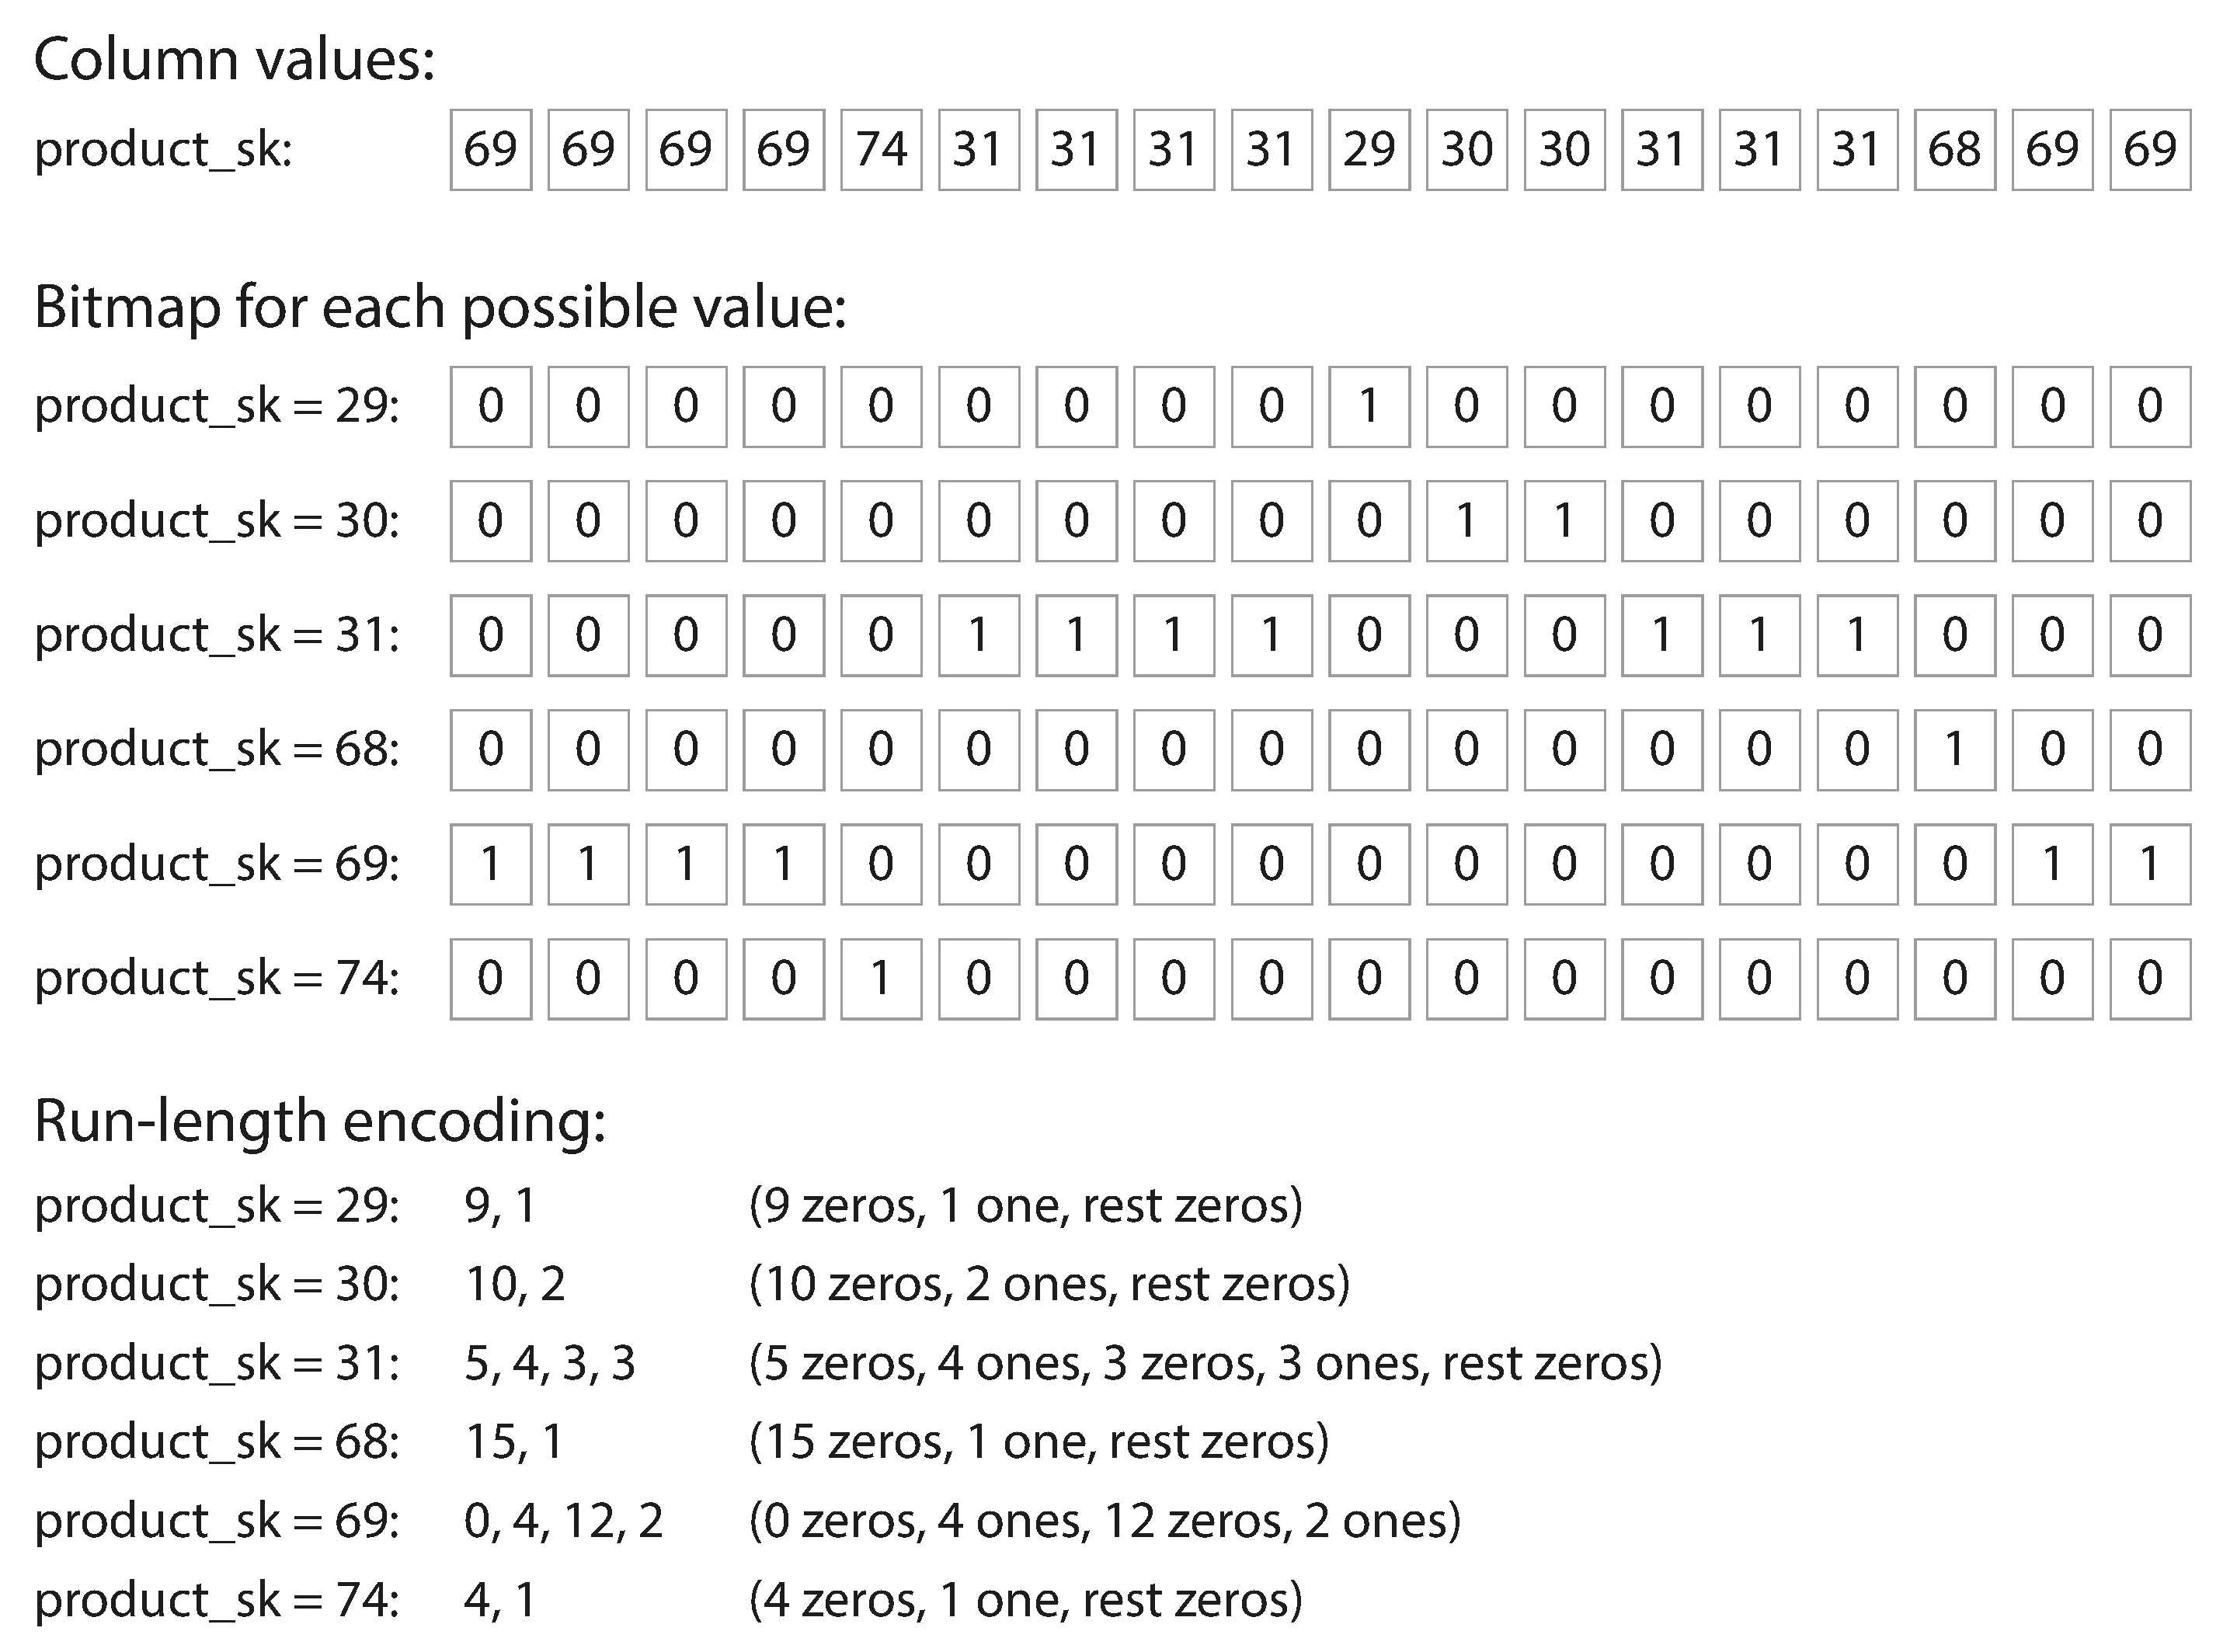 Column values:
product_sk: 69 69 69 69 74 31 31 31 31 29 30 30 31 31 31 68 69 69
Bitmap for each possible value:
product_sk = 29: 0 0 0 0 0 0 0 0 0 1 0 0 0 0 0 0 0 0
product_sk = 30: 0 0 0 0 0 0 0 0 0 0 1 1 0 0 0 0 0 0
product_sk = 31: 0 0 0 0 0 1 1 1 1 0 0 0 1 1 1 0 0 0
product_sk = 68: 0 0 0 0 0 0 0 0 0 0 0 0 0 0 0 1 0 0
product_sk = 69: 1 1 1 1 0 0 0 0 0 0 0 0 0 0 0 0 1 1
product_sk = 74: 0 0 0 0 1 0 0 0 0 0 0 0 0 0 0 0 0 0
Run-length encoding:
product_sk = 29: 9, 1 (9 zeros, 1 one, rest zeros)
product_sk = 30: 10, 2 (10 zeros, 2 ones, rest zeros)
product_sk = 31: 5, 4, 3, 3 (5 zeros, 4 ones, 3 zeros, 3 ones, rest zeros)
product_sk = 68: 15, 1 (15 zeros, 1 one, rest zeros)
product_sk = 69: 0, 4, 12, 2 (0 zeros, 4 ones, 12 zeros, 2 ones)
product_sk = 74: 4, 1 (4 zeros, 1 one, rest zeros)